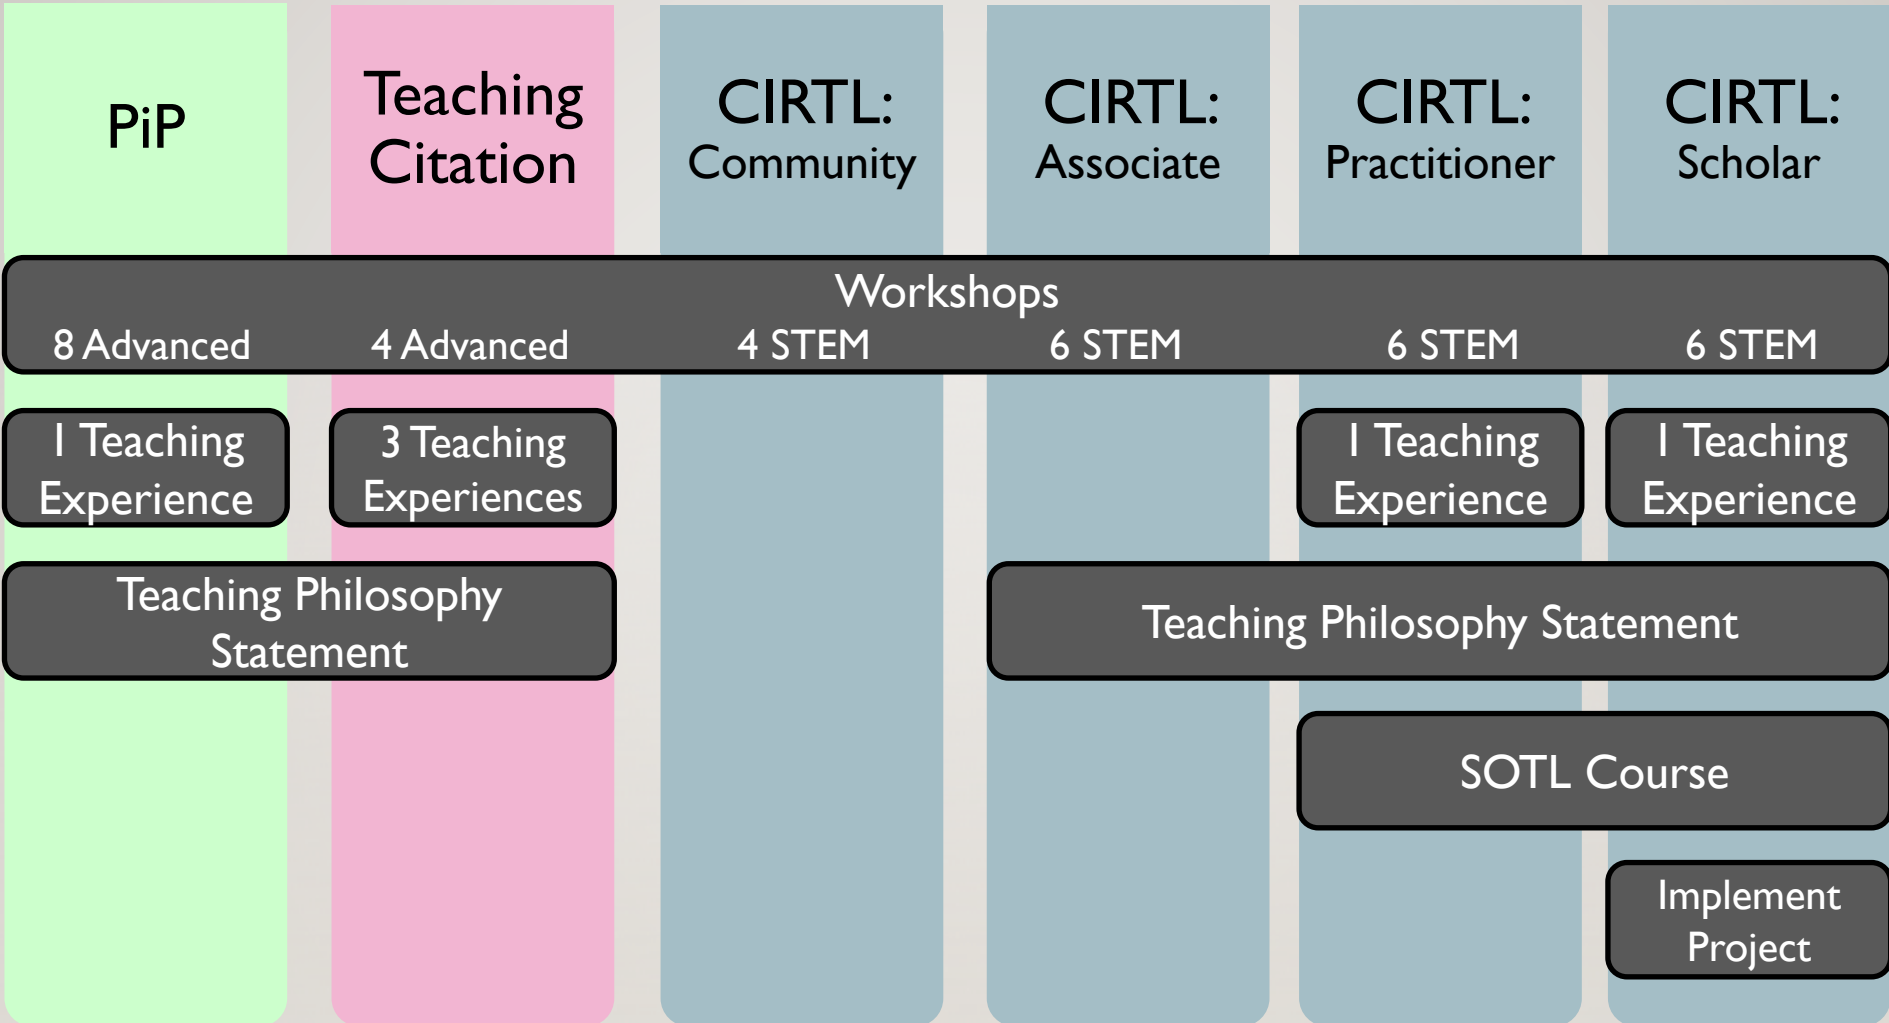 PiP
Teaching
Citation
CIRTL:
Community
CIRTL:
Associate
CIRTL:
Practitioner
CIRTL:
Scholar
Workshops
8 Advanced
4 Advanced
4 STEM
6 STEM
6 STEM
6 STEM
1 Teaching
Experience
3 Teaching
Experiences
1 Teaching
Experience
1 Teaching
Experience
Teaching Philosophy
Statement
Teaching Philosophy Statement
SOTL Course
Implement
Project